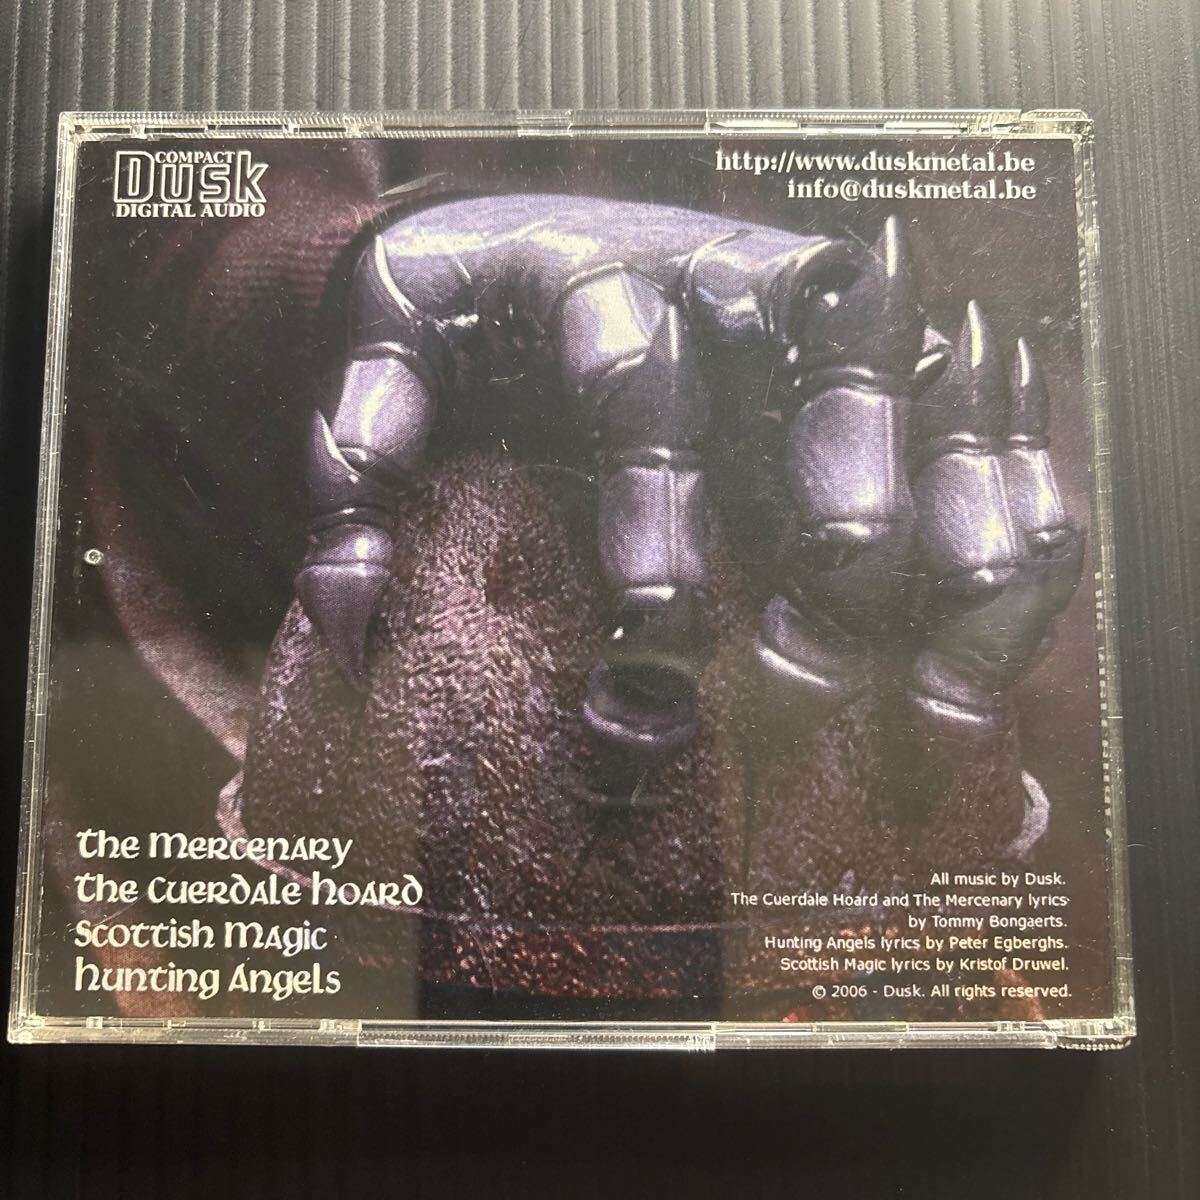 COMPACT
Dusk
DIGITAL AUDIO
http://www.duskmetal.be
info@duskmetal.be
The Mercenary
The Cuerdale Hoard
Scottish Magic
Hunting Angels
All music by Dusk.
The Cuerdale Hoard and The Mercenary lyrics
by Tommy Bongaerts.
Hunting Angels lyrics by Peter Egberghs.
Scottish Magic lyrics by Kristof Druwel.
© 2006 - Dusk. All rights reserved.